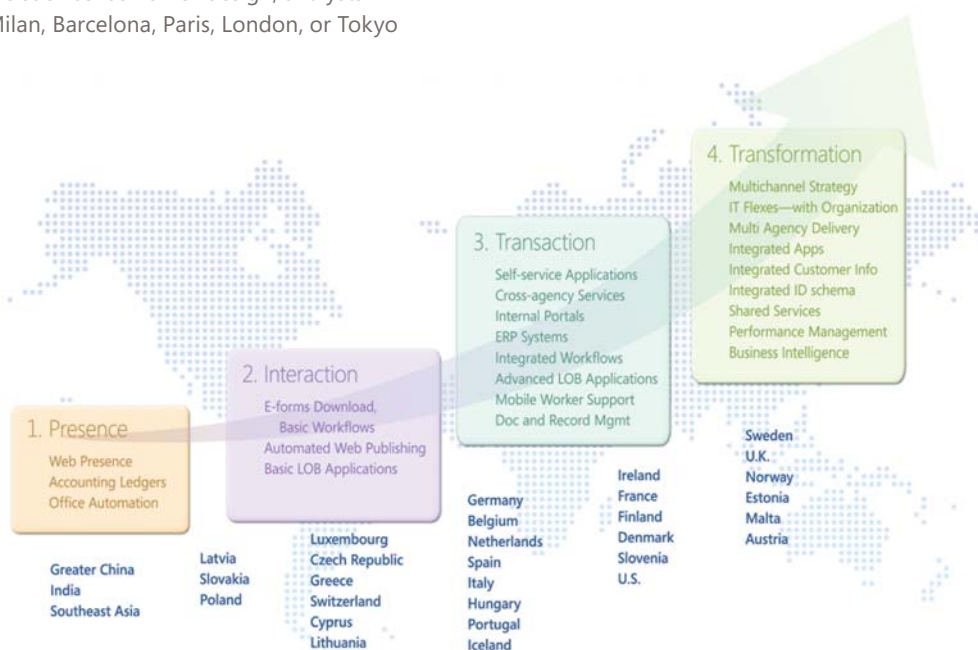 Milan, Barcelona, Paris, London, or Tokyo
4. Transformation
Multichannel Strategy
IT Flexes—with Organization
Multi Agency Delivery
Integrated Apps
Integrated Customer Info
Integrated ID schema
Shared Services
Performance Management
Business Intelligence
3. Transaction
Self-service Applications
Cross-agency Services
Internal Portals
ERP Systems
Integrated Workflows
Advanced LOB Applications
Mobile Worker Support
Doc and Record Mgmt
2. Interaction
E-forms Download,
Basic Workflows
Automated Web Publishing
Basic LOB Applications
1. Presence
Web Presence
Accounting Ledgers
Office Automation
Greater China
India
Southeast Asia
Latvia
Slovakia
Poland
Luxembourg
Czech Republic
Greece
Switzerland
Cyprus
Lithuania
Germany
Belgium
Netherlands
Spain
Italy
Hungary
Portugal
Iceland
Ireland
France
Finland
Denmark
Slovenia
U.S.
Sweden
U.K.
Norway
Estonia
Malta
Austria